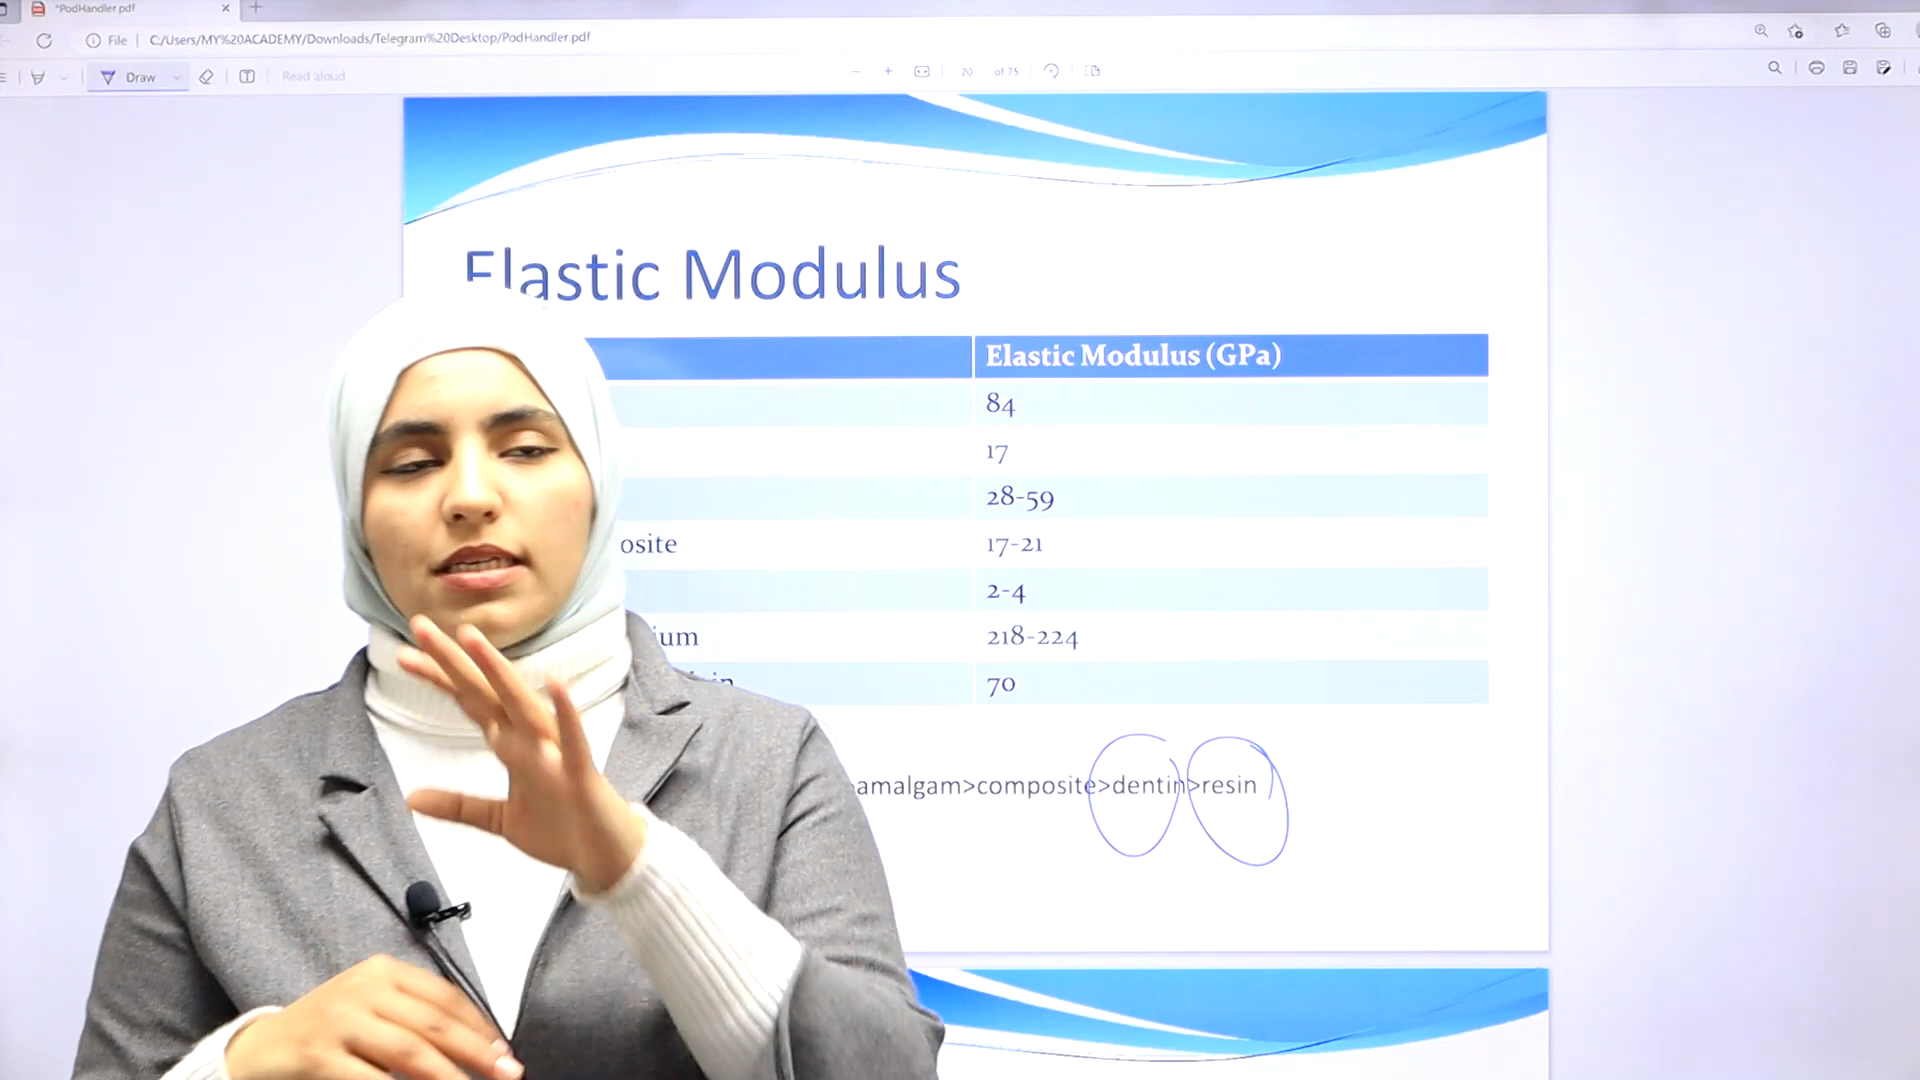 *PodHandler.pdf
File
C:/Users/MY%20ACADEMY/Downloads/Telegram%20Desktop/PodHandler.pdf
Draw
Read aloud
20 of 75
Elastic Modulus
Elastic Modulus (GPa)
84
17
28-59
osite 17-21
2-4
ium 218-224
70
amalgam>composite>dentin>resin